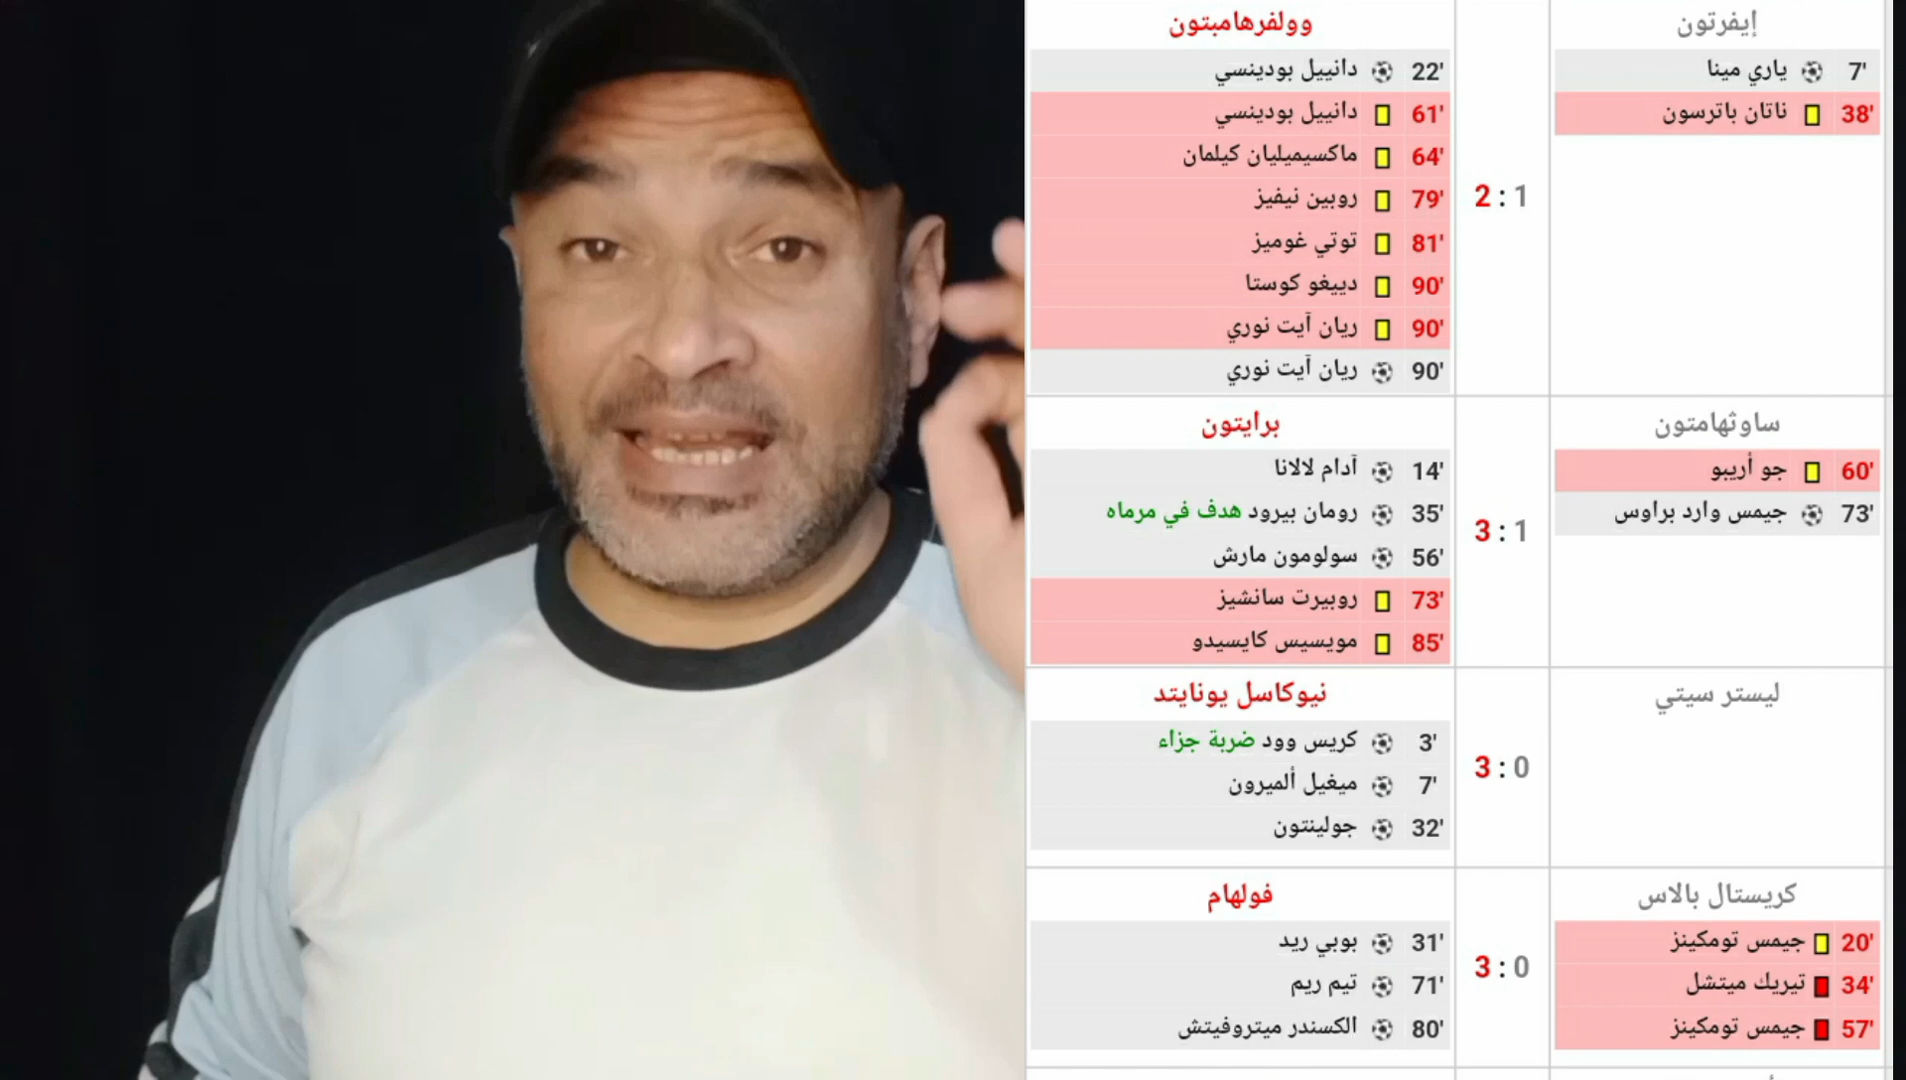 وولفرهامبتون
2 : 1
إيفرتون
دانييل بودينسي 22'
دانييل بودينسي 61'
ماكسيميليان كيلمان 64'
روبين نيفيز 79'
توتي غوميز 81'
دييغو كوستا 90'
ريان آيت نوري 90'
ريان آيت نوري 90'
ياري مينا 7'
ناتان باترسون 38'
برايتون
3 : 1
ساوثهامتون
آدام لالانا 14'
رومان بيرود هدف في مرماه 35'
سولومون مارش 56'
روبيرت سانشيز 73'
مويسيس كايسيدو 85'
جو أريبو 60'
جيمس وارد براوس 73'
نيوكاسل يونايتد
3 : 0
ليستر سيتي
كريس وود ضربة جزاء 3'
ميغيل ألميرون 7'
جولينتون 32'
فولهام
3 : 0
كريستال بالاس
بوبي ريد 31'
تيم ريم 71'
الكسندر ميتروفيتش 80'
جيمس تومكينز 20'
تيريك ميتشل 34'
جيمس تومكينز 57'